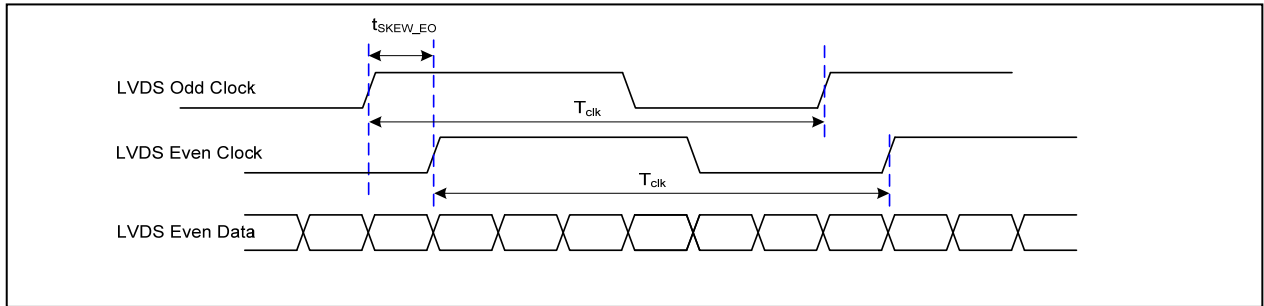 tSKEW_EO
LVDS Odd Clock
Tclk
LVDS Even Clock
Tclk
LVDS Even Data